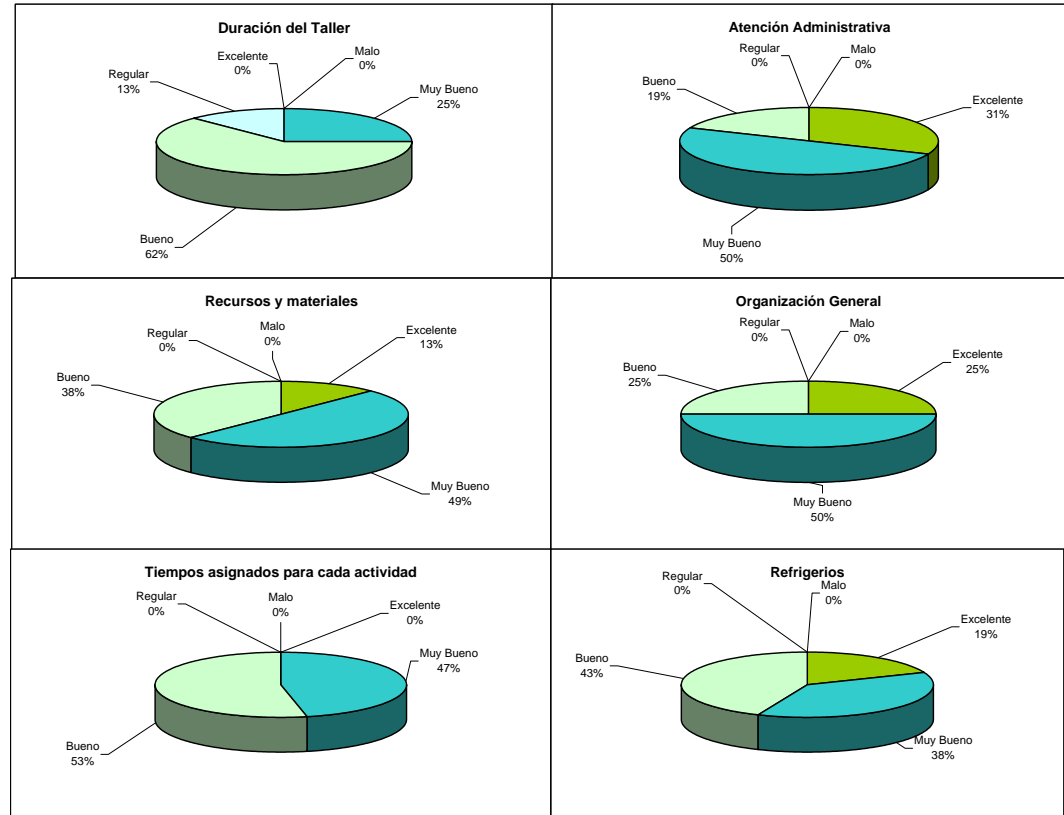 Duración del Taller
Excelente
0%
Malo
0%
Regular
13%
Muy Bueno
25%
Bueno
62%
Atención Administrativa
Regular
0%
Malo
0%
Bueno
19%
Excelente
31%
Muy Bueno
50%
Recursos y materiales
Regular
0%
Malo
0%
Excelente
13%
Bueno
38%
Muy Bueno
49%
Organización General
Regular
0%
Malo
0%
Bueno
25%
Excelente
25%
Muy Bueno
50%
Tiempos asignados para cada actividad
Regular
0%
Malo
0%
Excelente
0%
Muy Bueno
47%
Bueno
53%
Refrigerios
Regular
0%
Malo
0%
Excelente
19%
Bueno
43%
Muy Bueno
38%